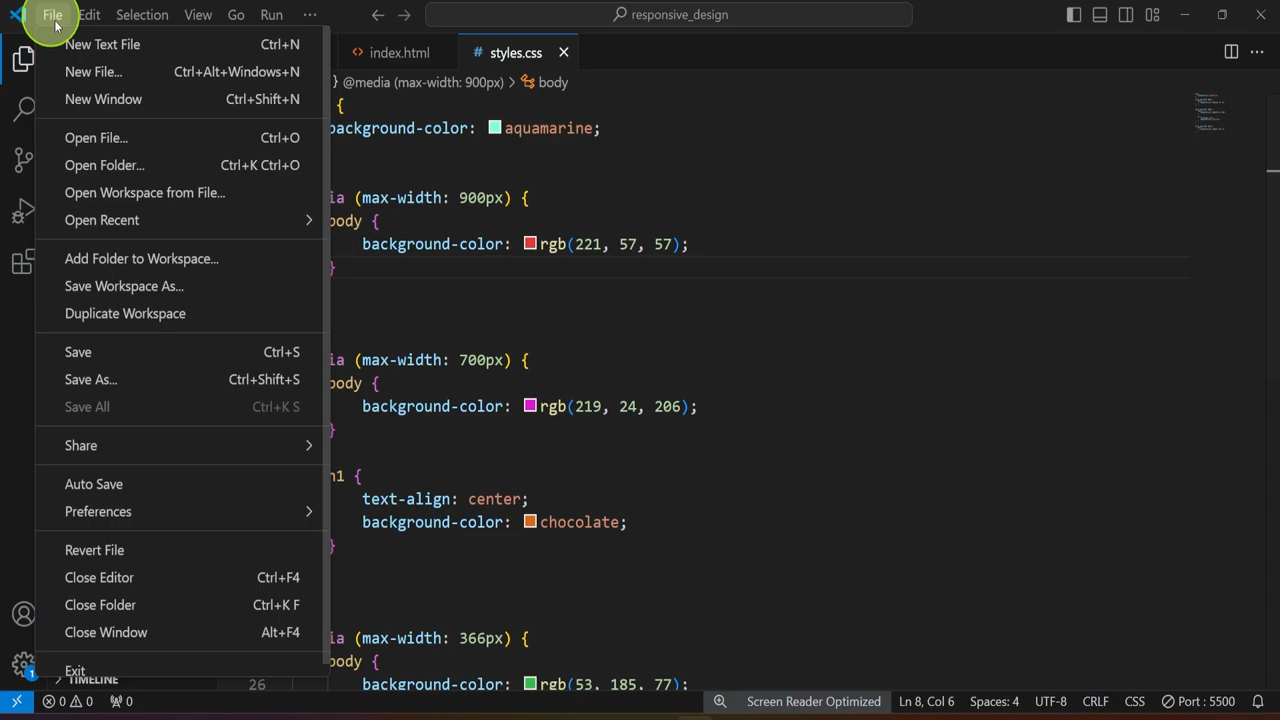 File Edit Selection View Go Run ··· responsive_design
index.html styles.css
@media (max-width: 900px) > body
{
background-color: aquamarine;
ia (max-width: 900px) {
body {
background-color: rgb(221, 57, 57);
}
ia (max-width: 700px) {
body {
background-color: rgb(219, 24, 206);
}
h1 {
text-align: center;
background-color: chocolate;
}
ia (max-width: 366px) {
body {
26 background-color: rgb(53, 185, 77);
New Text File Ctrl+N
New File... Ctrl+Alt+Windows+N
New Window Ctrl+Shift+N
Open File... Ctrl+O
Open Folder... Ctrl+K Ctrl+O
Open Workspace from File...
Open Recent
Add Folder to Workspace...
Save Workspace As...
Duplicate Workspace
Save Ctrl+S
Save As... Ctrl+Shift+S
Save All Ctrl+K S
Share
Auto Save
Preferences
Revert File
Close Editor Ctrl+F4
Close Folder Ctrl+K F
Close Window Alt+F4
Exit
TIMELINE
1
0 0 0 Screen Reader Optimized Ln 8, Col 6 Spaces: 4 UTF-8 CRLF CSS Port : 5500